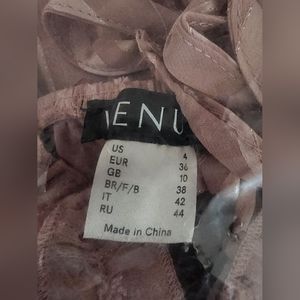 ENU
US 4
EUR 36
GB 10
BR/F/B 38
IT 42
RU 44
Made in China